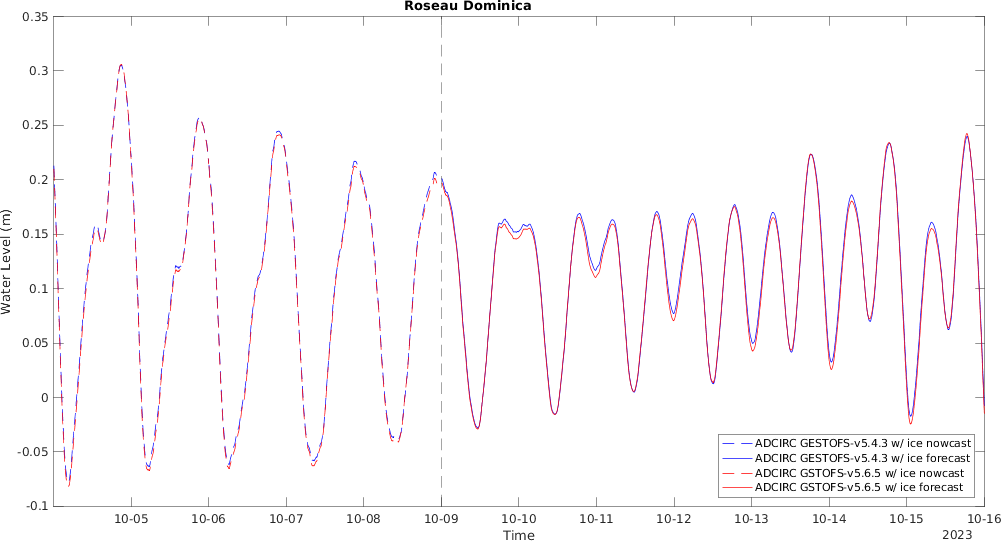 Roseau Dominica
0.35
0.3
0.25
0.2
0.15
0.1
0.05
0
-0.05
-0.1
Water Level (m)
ADCIRC GESTOFS-v5.4.3 w/ ice nowcast
ADCIRC GESTOFS-v5.4.3 w/ ice forecast
ADCIRC GSTOFS-v5.6.5 w/ ice nowcast
ADCIRC GSTOFS-v5.6.5 w/ ice forecast
10-05 10-06 10-07 10-08 10-09 10-10 10-11 10-12 10-13 10-14 10-15 10-16
Time
2023